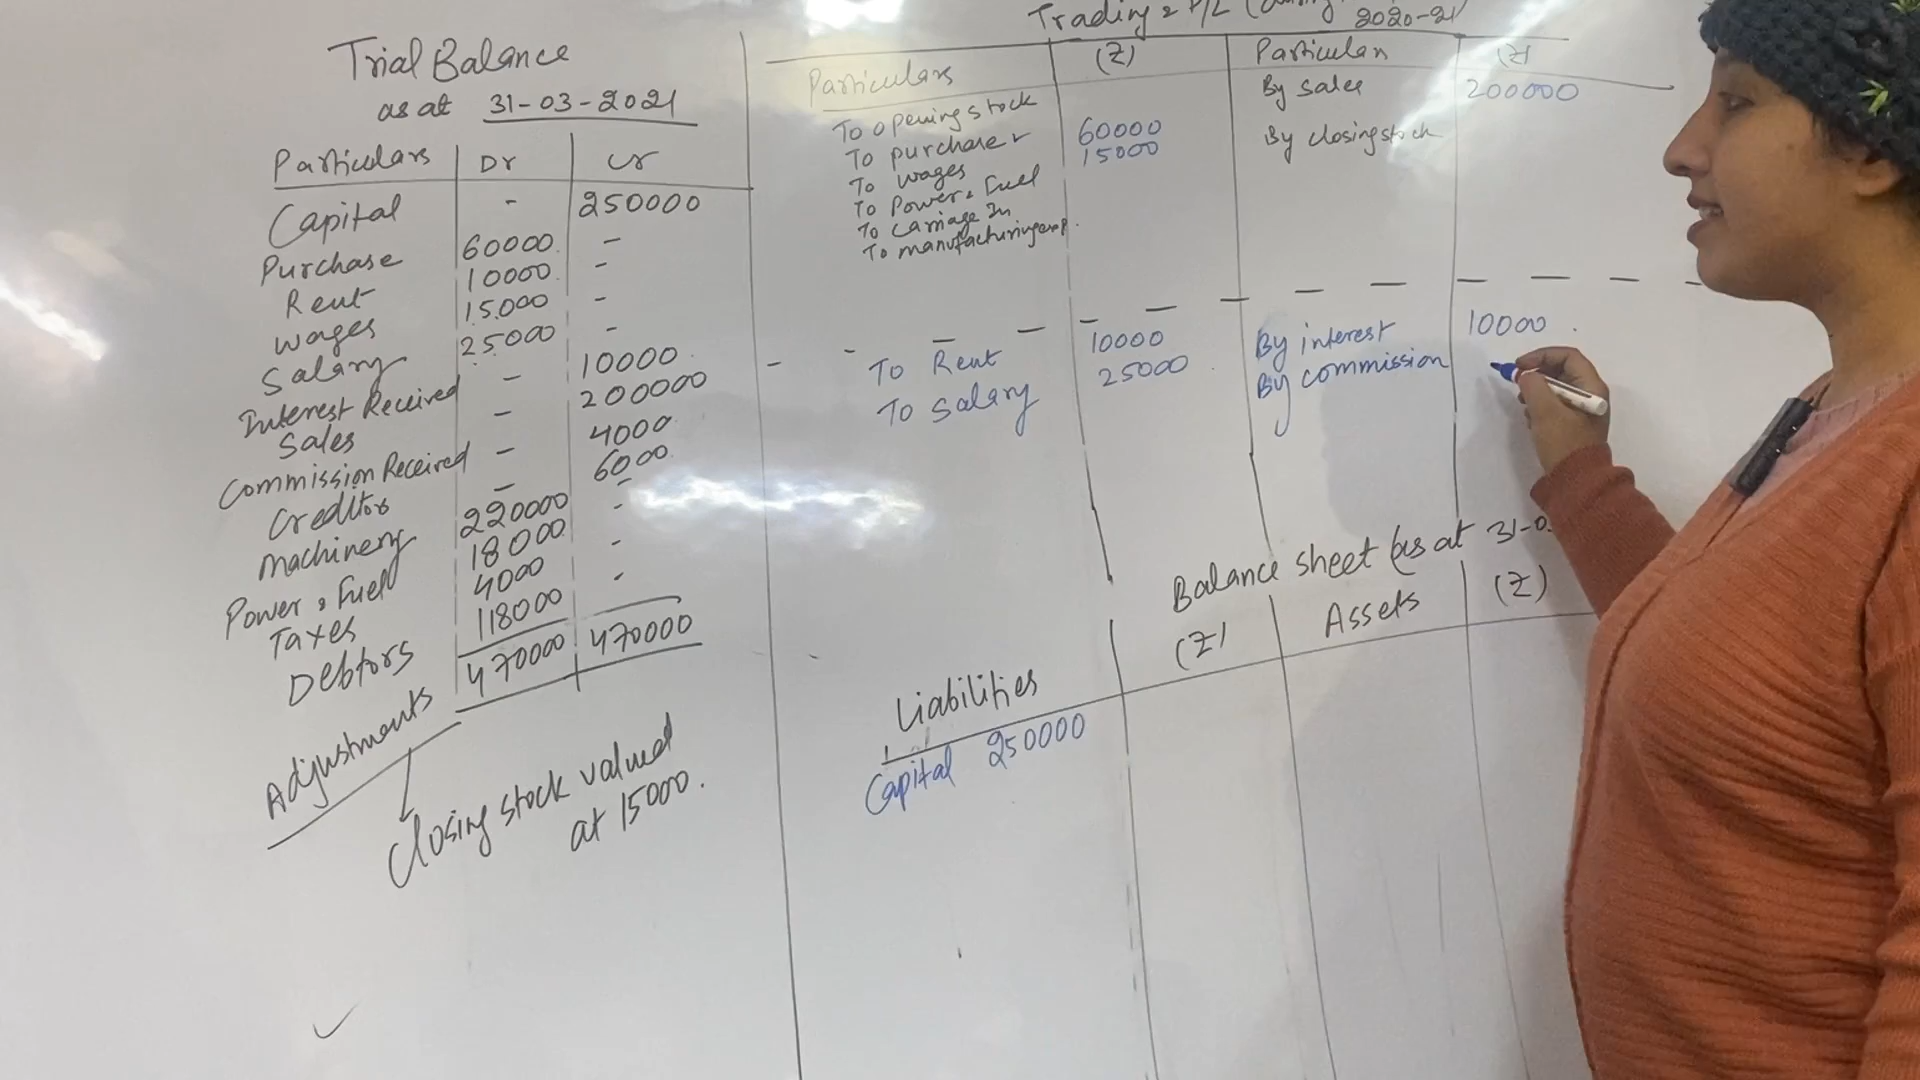 Trial Balance
as at 31-03-2021
Particulars Dr Cr
Capital - 250000
Purchase 60000 -
Rent 10000 -
Wages 15000 -
Salary 25000 -
Interest Received - 10000
Sales - 200000
Commission Received - 4000
Creditors - 6000
Machinery 220000 -
Power & Fuel 18000 -
Taxes 4000 -
Debtors 118000 -
470000 470000
Adjustments
Closing stock valued
at 15000.
Trading & P/L
2020-21
Particulars (₹) Particulars (₹)
To opening stock By sales 200000
To purchase 60000 By closing stock
To wages 15000
To Power & Fuel
To carriage In
To manufacturing exp.
To Rent 10000 By interest 10000
To Salary 25000 By commission
By
Balance sheet (as at 31-0
Liabilities (₹) Assets (₹)
Capital 250000